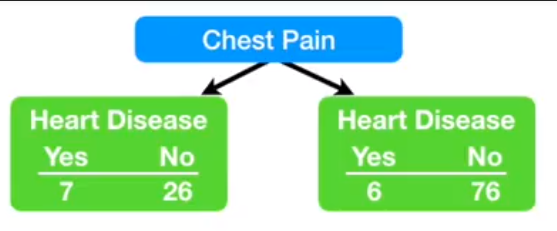 Chest Pain
Heart Disease
Yes No
7 26
Heart Disease
Yes No
6 76